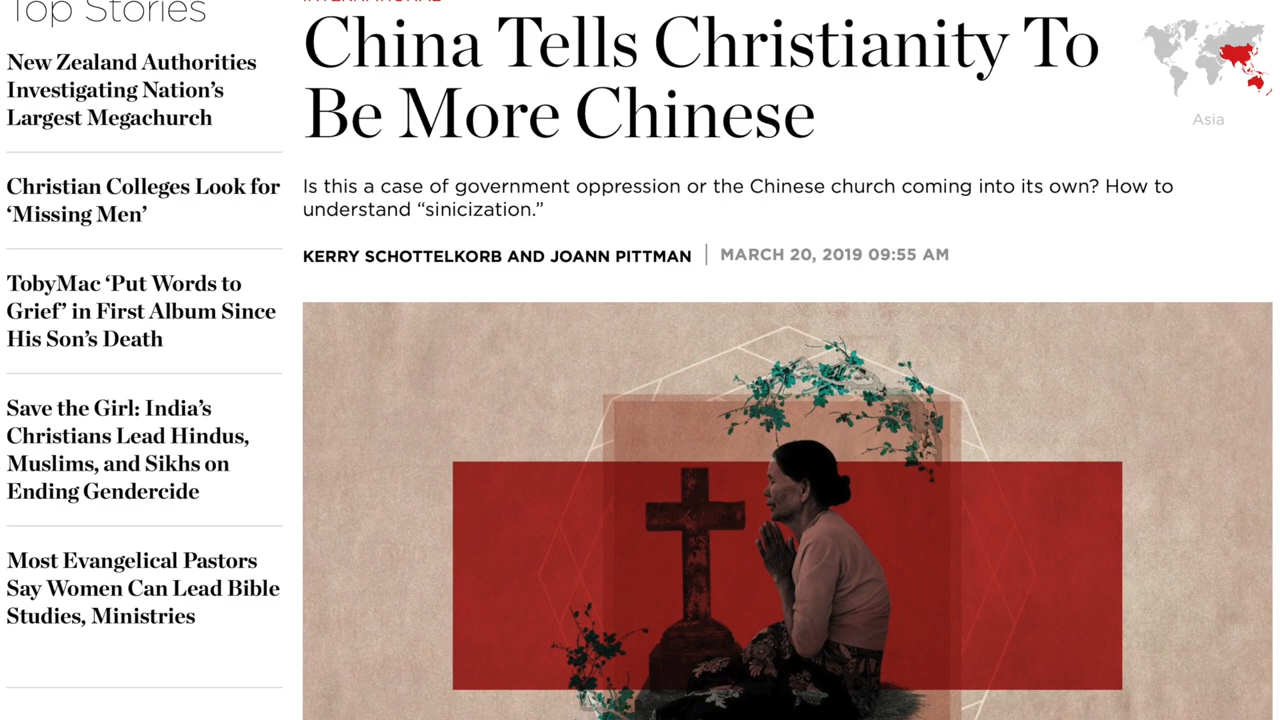 Top Stories
New Zealand Authorities
Investigating Nation’s
Largest Megachurch
Christian Colleges Look for
‘Missing Men’
TobyMac ‘Put Words to
Grief’ in First Album Since
His Son’s Death
Save the Girl: India’s
Christians Lead Hindus,
Muslims, and Sikhs on
Ending Gendercide
Most Evangelical Pastors
Say Women Can Lead Bible
Studies, Ministries
INTERNATIONAL
China Tells Christianity To
Be More Chinese
Is this a case of government oppression or the Chinese church coming into its own? How to
understand “sinicization.”
KERRY SCHOTTELKORB AND JOANN PITTMAN | MARCH 20, 2019 09:55 AM
Asia